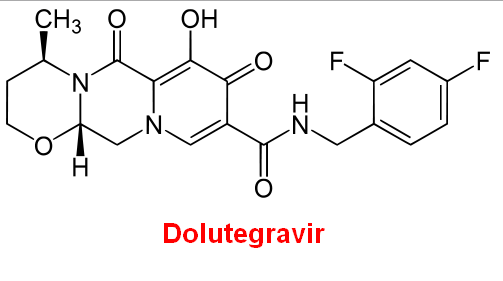 CH3 O OH
O F F
N H
N N
O H O
Dolutegravir